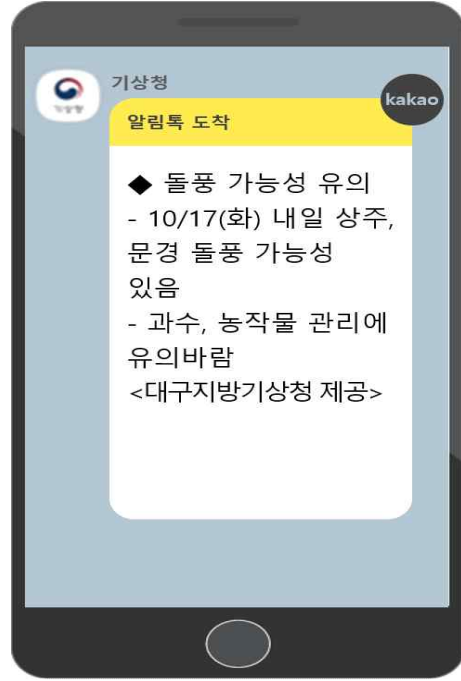 기상청
kakao
알림톡 도착
◆ 돌풍 가능성 유의
- 10/17(화) 내일 상주,
문경 돌풍 가능성
있음
- 과수, 농작물 관리에
유의바람
<대구지방기상청 제공>